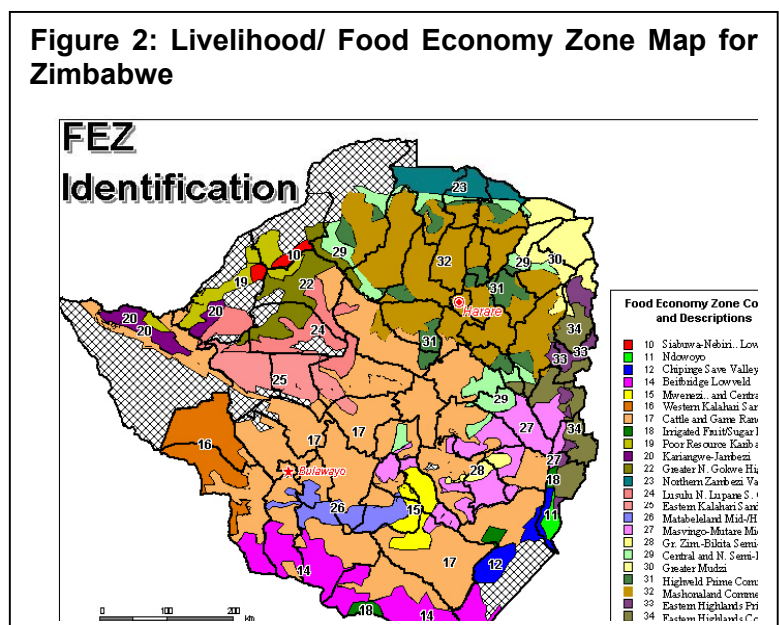 Figure 2: Livelihood/ Food Economy Zone Map for
Zimbabwe
FEZ
Identification
23
29
10
32
29
30
19
22
31
Harare
20
20
20
24
34
33
33
31
25
29
27
34
17
17
16
28
27
Bulawayo
18
26
15
11
17
12
14
18
14
0 100 200
km
Food Economy Zone Co
and Descriptions
10 Siabuwa-Nebiri.. Low
11 Ndowoyo
12 Chipinge Save Valley
14 Beitbridge Lowveld
15 Mwenezi.. and Centra
16 Western Kalahari San
17 Cattle and Game Ran
18 Irrigated Fruit/Sugar
19 Poor Resource Kariba
20 Kariangwe-Jambezi
22 Greater N. Gokwe Hig
23 Northern Zambezi Va
24 Lusulu N. Lupane S.
25 Eastern Kalahari Sand
26 Matabeleland Mid-/H
27 Masvingo-Mutare Mi
28 Gr. Zim.-Bikita Semi-
29 Central and N. Semi-
30 Greater Mudzi
31 Highveld Prime Com
32 Mashonaland Comme
33 Eastern Highlands Pri
34 Eastern Highlands Co